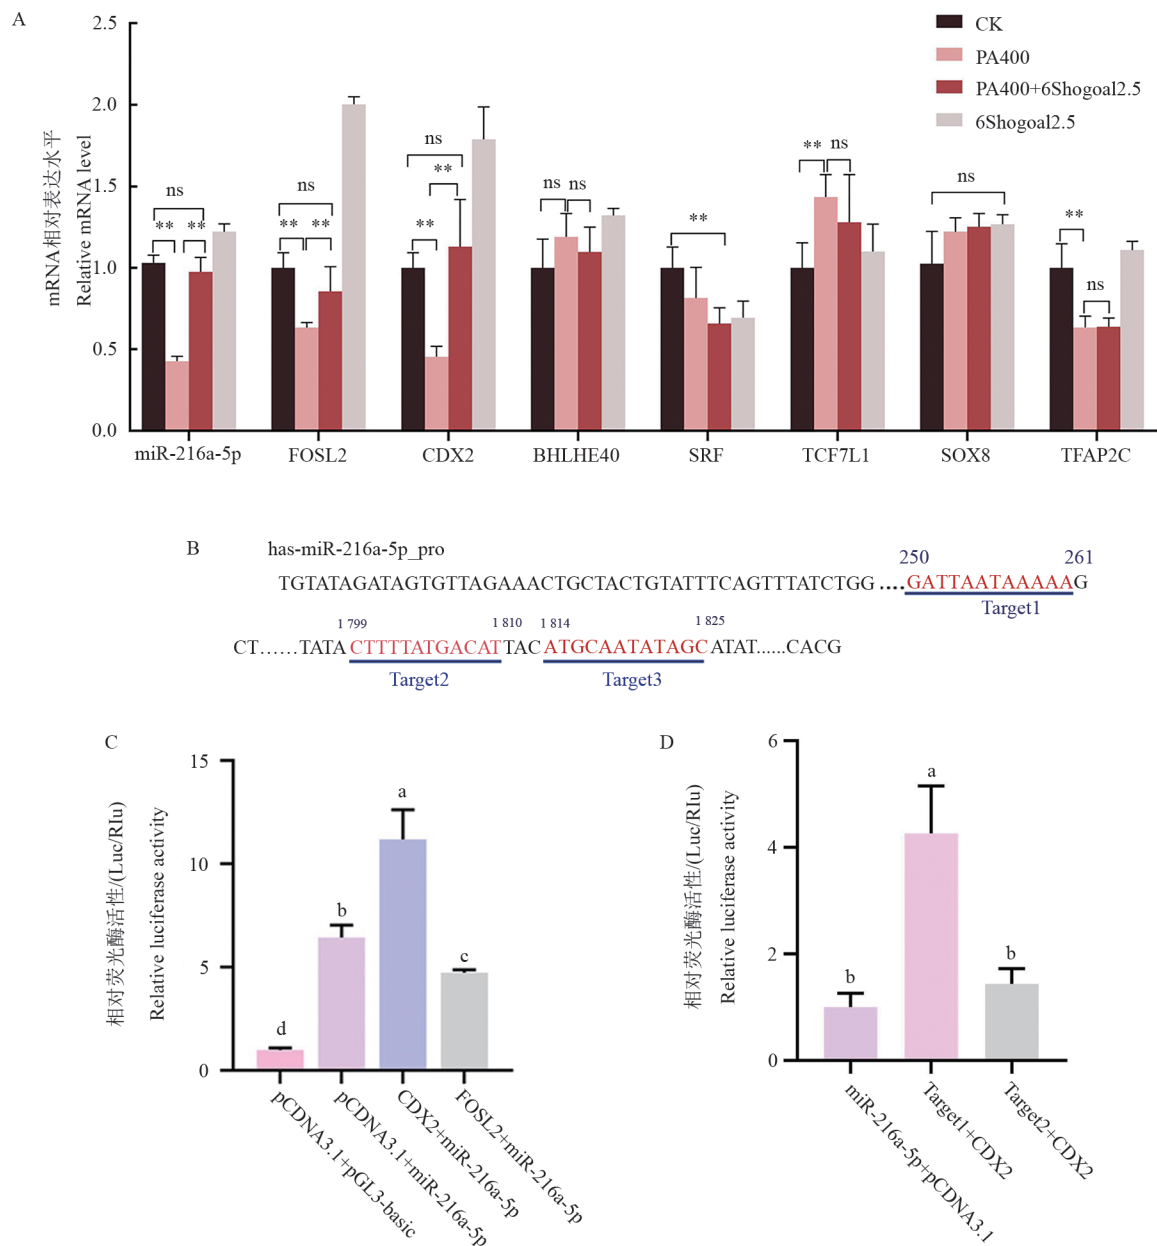 A
2.5
2.0
1.5
1.0
0.5
0.0
mRNA相对表达水平
Relative mRNA level
CK
PA400
PA400+6Shogoal2.5
6Shogoal2.5
ns
** **
ns
** **
ns
**
**
ns ns
**
** ns
ns
**
ns
miR-216a-5p FOSL2 CDX2 BHLHE40 SRF TCF7L1 SOX8 TFAP2C
B
has-miR-216a-5p_pro
250 261
TGTATAGATAGTGTTAGAAACTGCTACTGTATTTCAGTTTATCTGG ....GATTAATAAAAAG
Target1
1 799 1 810 1 814 1 825
CT......TATA CTTTTATGACAT TAC ATGCAATATAGC ATAT......CACG
Target2 Target3
C
15
10
5
0
相对荧光酶活性/(Luc/Rlu)
Relative luciferase activity
d
b
a
c
pCDNA3.1+pGL3-basic
pCDNA3.1+miR-216a-5p
CDX2+miR-216a-5p
FOSL2+miR-216a-5p
D
6
4
2
0
相对荧光酶活性/(Luc/Rlu)
Relative luciferase activity
b
a
b
miR-216a-5p+pCDNA3.1
Target1+CDX2
Target2+CDX2